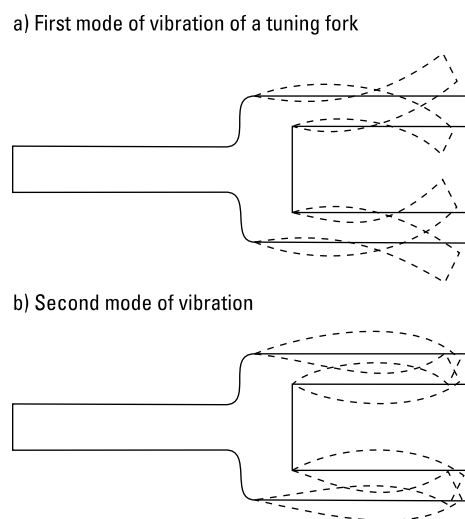 a) First mode of vibration of a tuning fork
b) Second mode of vibration